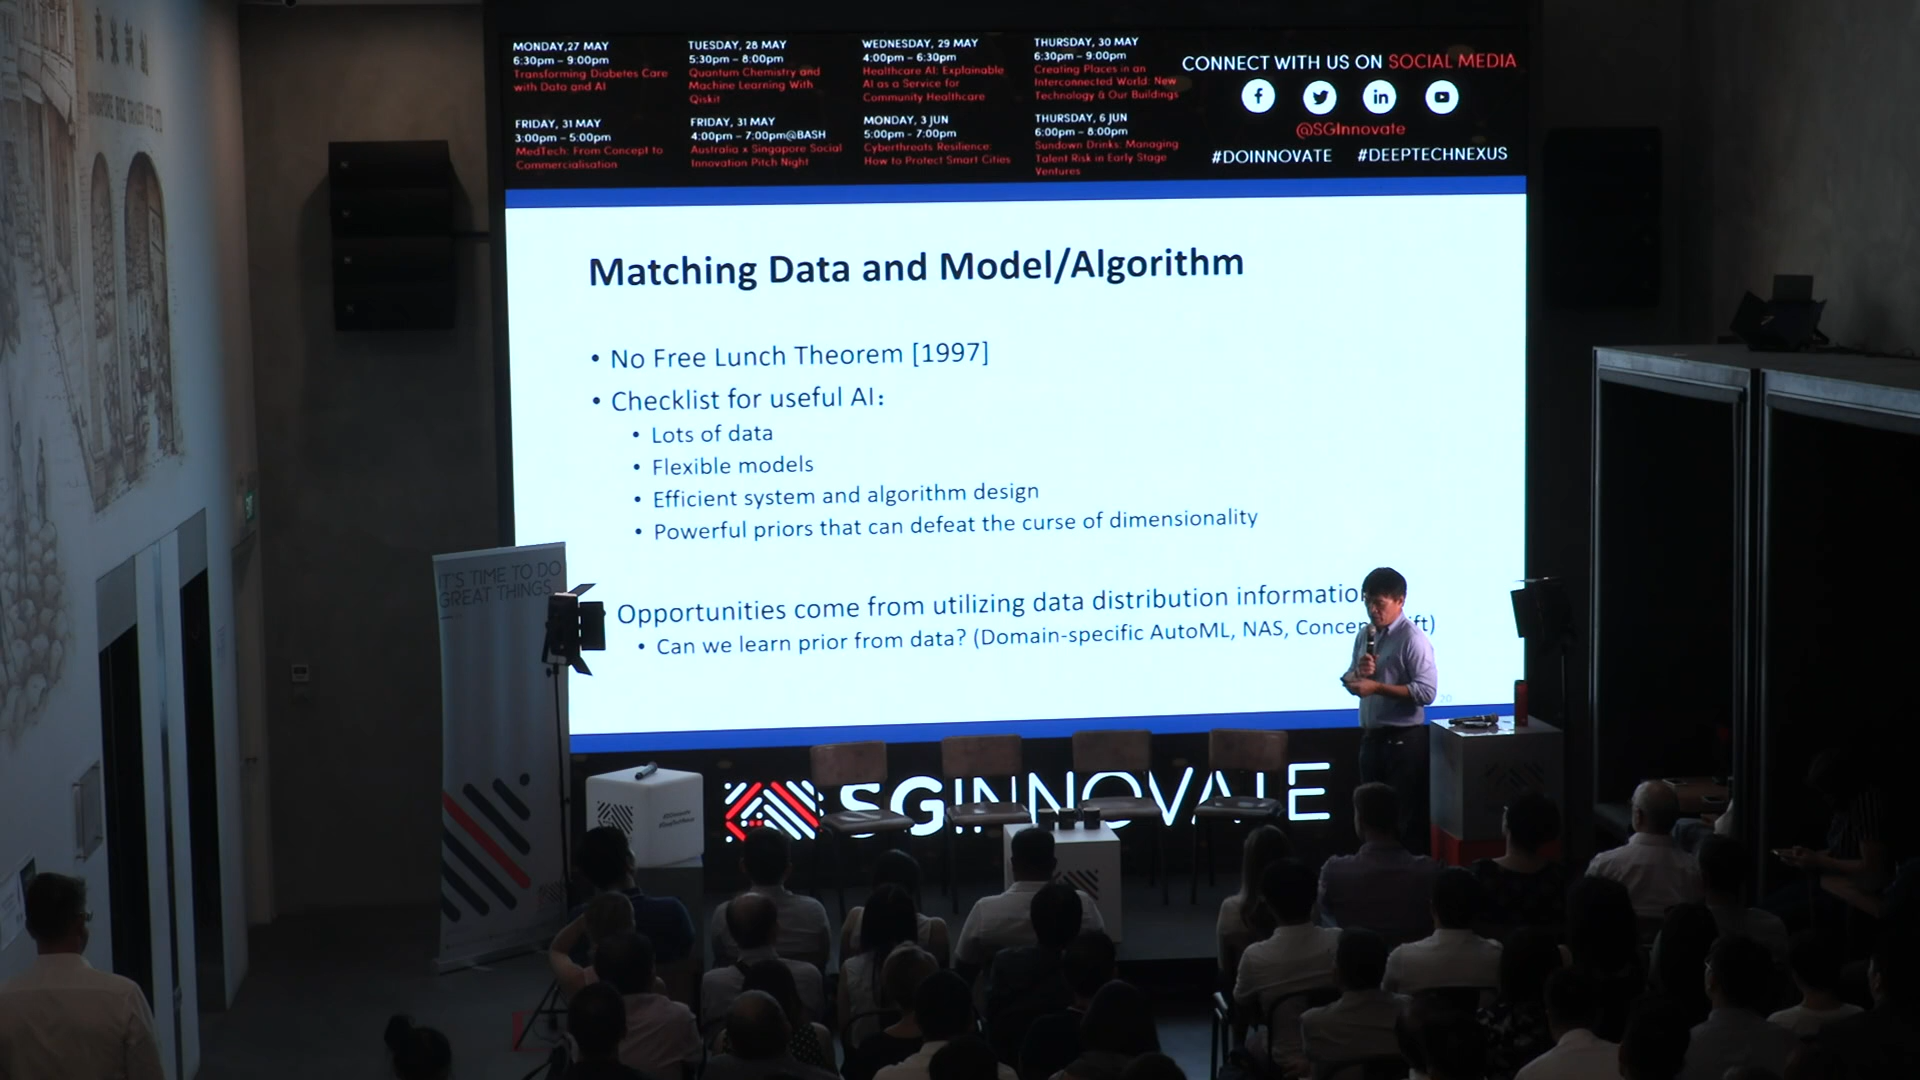 MONDAY, 27 MAY
6:30pm – 9:00pm
Transforming Diabetes Care
with Data and AI
TUESDAY, 28 MAY
5:30pm – 8:00pm
Quantum Chemistry and
Machine Learning With
Qiskit
WEDNESDAY, 29 MAY
4:00pm – 6:30pm
Healthcare AI: Explainable
AI as a Service for
Community Healthcare
THURSDAY, 30 MAY
6:30pm – 9:00pm
Creating Places in an
Interconnected World: New
Technology & Our Buildings
FRIDAY, 31 MAY
3:00pm – 5:00pm
MedTech: From Concept to
Commercialisation
FRIDAY, 31 MAY
4:00pm – 7:00pm@BASH
Australia x Singapore Social
Innovation Pitch Night
MONDAY, 3 JUN
5:00pm - 7:00pm
Cyberthreats Resilience:
How to Protect Smart Cities
THURSDAY, 6 JUN
6:00pm – 8:00pm
Sundown Drinks: Managing
Talent Risk in Early Stage
Ventures
CONNECT WITH US ON SOCIAL MEDIA
@SGInnovate
#DOINNOVATE #DEEPTECHNEXUS
Matching Data and Model/Algorithm
• No Free Lunch Theorem [1997]
• Checklist for useful AI:
• Lots of data
• Flexible models
• Efficient system and algorithm design
• Powerful priors that can defeat the curse of dimensionality
Opportunities come from utilizing data distribution informatio
• Can we learn prior from data? (Domain-specific AutoML, NAS, Concep ft)
20
IT'S TIME TO DO
GREAT THINGS
SGINNOVATE